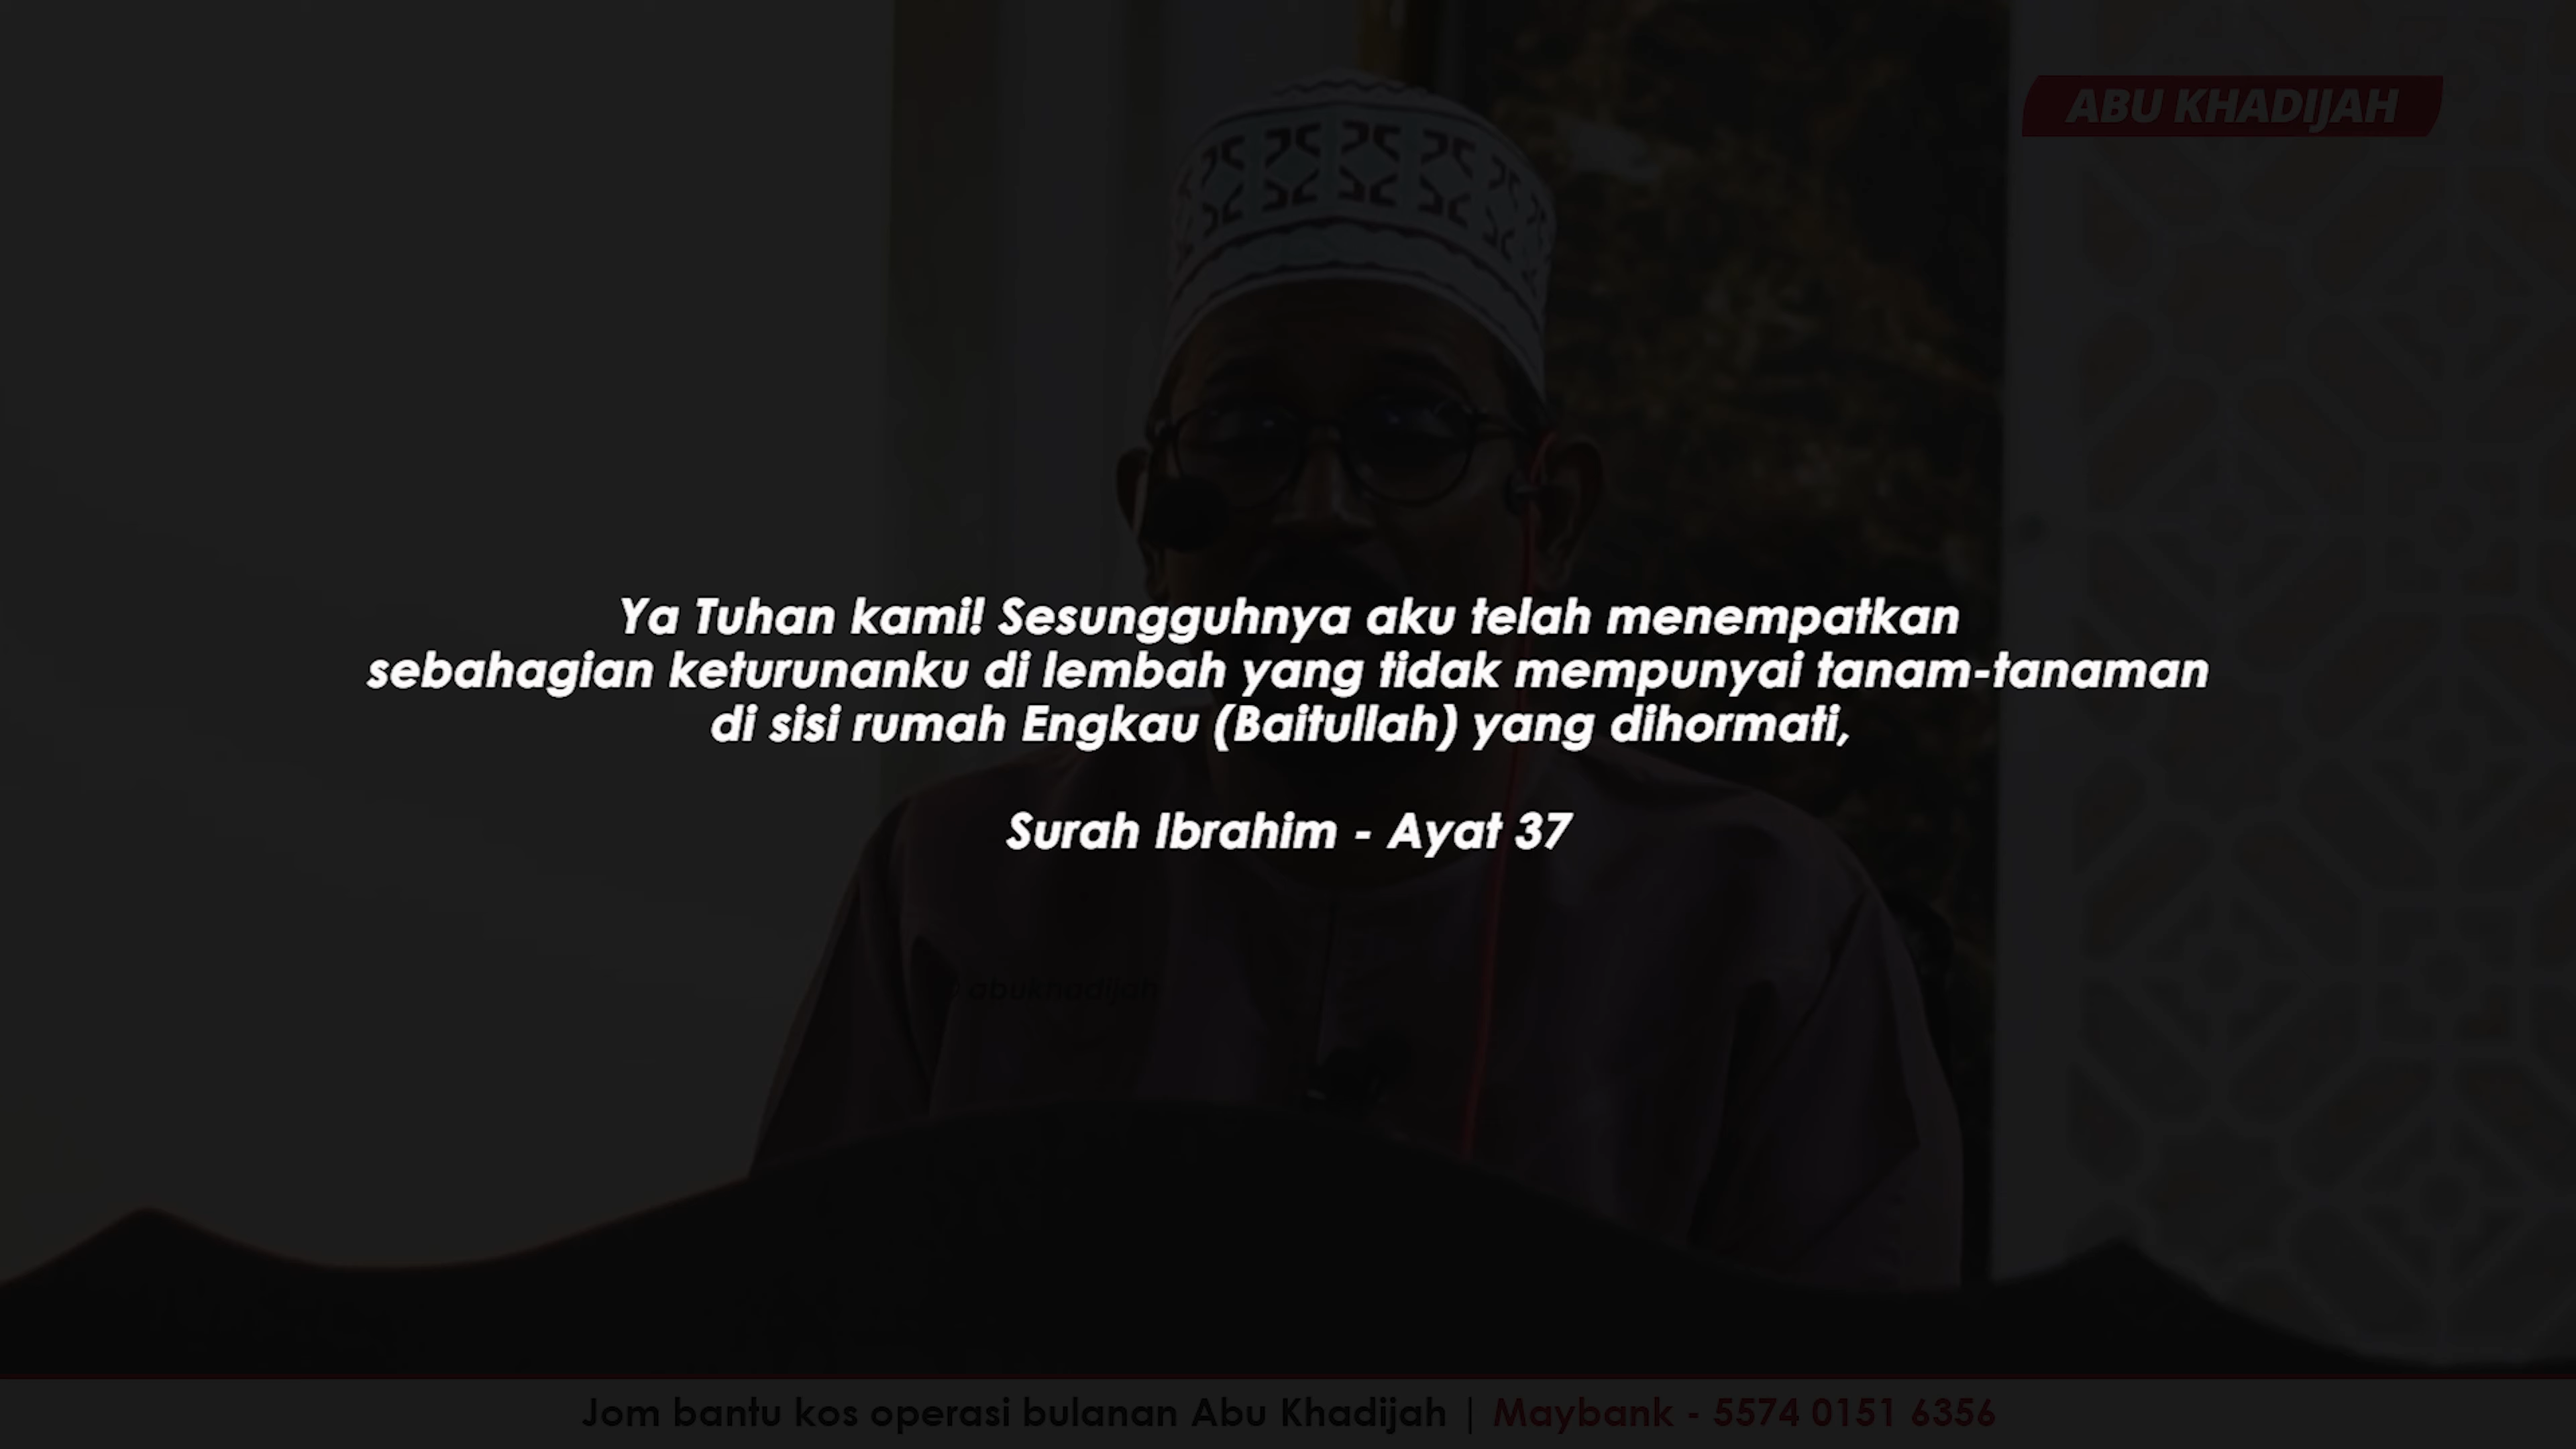 ABU KHADIJAH
Ya Tuhan kami! Sesungguhnya aku telah menempatkan
sebahagian keturunanku di lembah yang tidak mempunyai tanam-tanaman
di sisi rumah Engkau (Baitullah) yang dihormati,
Surah Ibrahim - Ayat 37
abukhadijah
Jom bantu kos operasi bulanan Abu Khadijah | Maybank - 5574 0151 6356